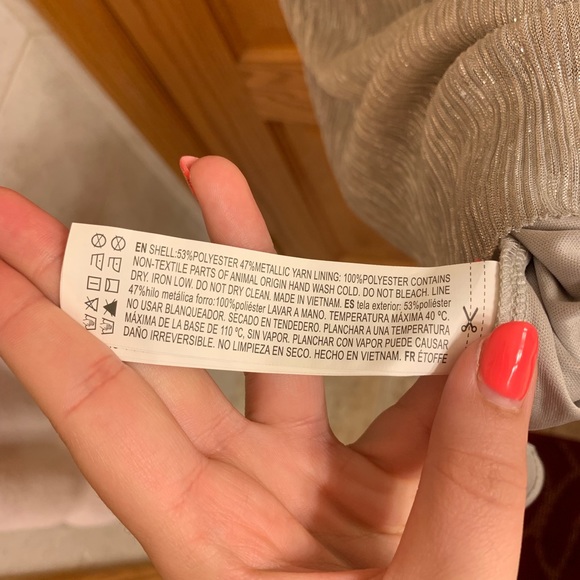 EN SHELL:53%POLYESTER 47%METALLIC YARN LINING: 100%POLYESTER CONTAINS
NON-TEXTILE PARTS OF ANIMAL ORIGIN HAND WASH COLD. DO NOT BLEACH. LINE
DRY. IRON LOW. DO NOT DRY CLEAN. MADE IN VIETNAM. ES tela exterior: 53%poliéster
47%hilo metálica forro:100%poliéster LAVAR A MANO. TEMPERATURA MÁXIMA 40 ºC.
NO USAR BLANQUEADOR. SECADO EN TENDEDERO. PLANCHAR A UNA TEMPERATURA
MÁXIMA DE LA BASE DE 110 ºC, SIN VAPOR. PLANCHAR CON VAPOR PUEDE CAUSAR
DAÑO IRREVERSIBLE. NO LIMPIEZA EN SECO. HECHO EN VIETNAM. FR ÉTOFFE